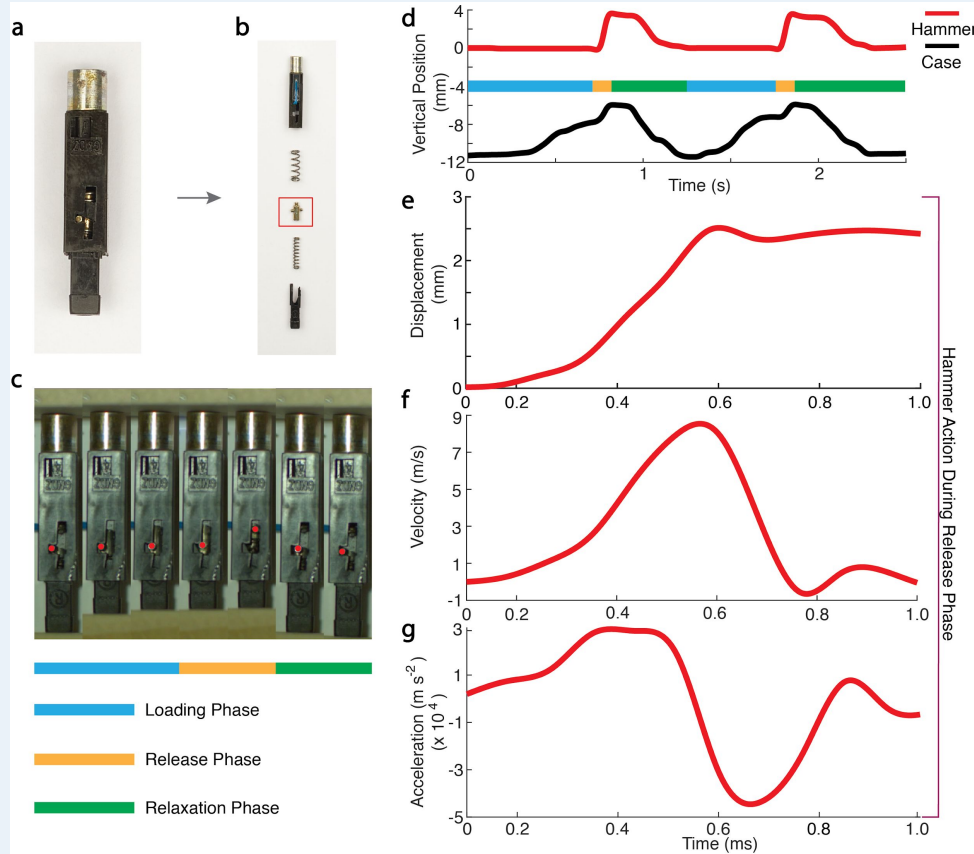 a
b
c
Loading Phase
Release Phase
Relaxation Phase
d
Vertical Position
(mm)
4
0
-4
-8
-12
1
2
Time (s)
Hammer
Case
e
Displacement
(mm)
3
2
1
0
0
0.2
0.4
0.6
0.8
1.0
f
Velocity (m/s)
9
7
5
3
1
-1
0
0.2
0.4
0.6
0.8
1.0
g
Acceleration (m s-2)
(x 10 4)
3
1
-1
-3
-5
0
0.2
0.4
0.6
0.8
1.0
Time (ms)
Hammer Action During Release Phase